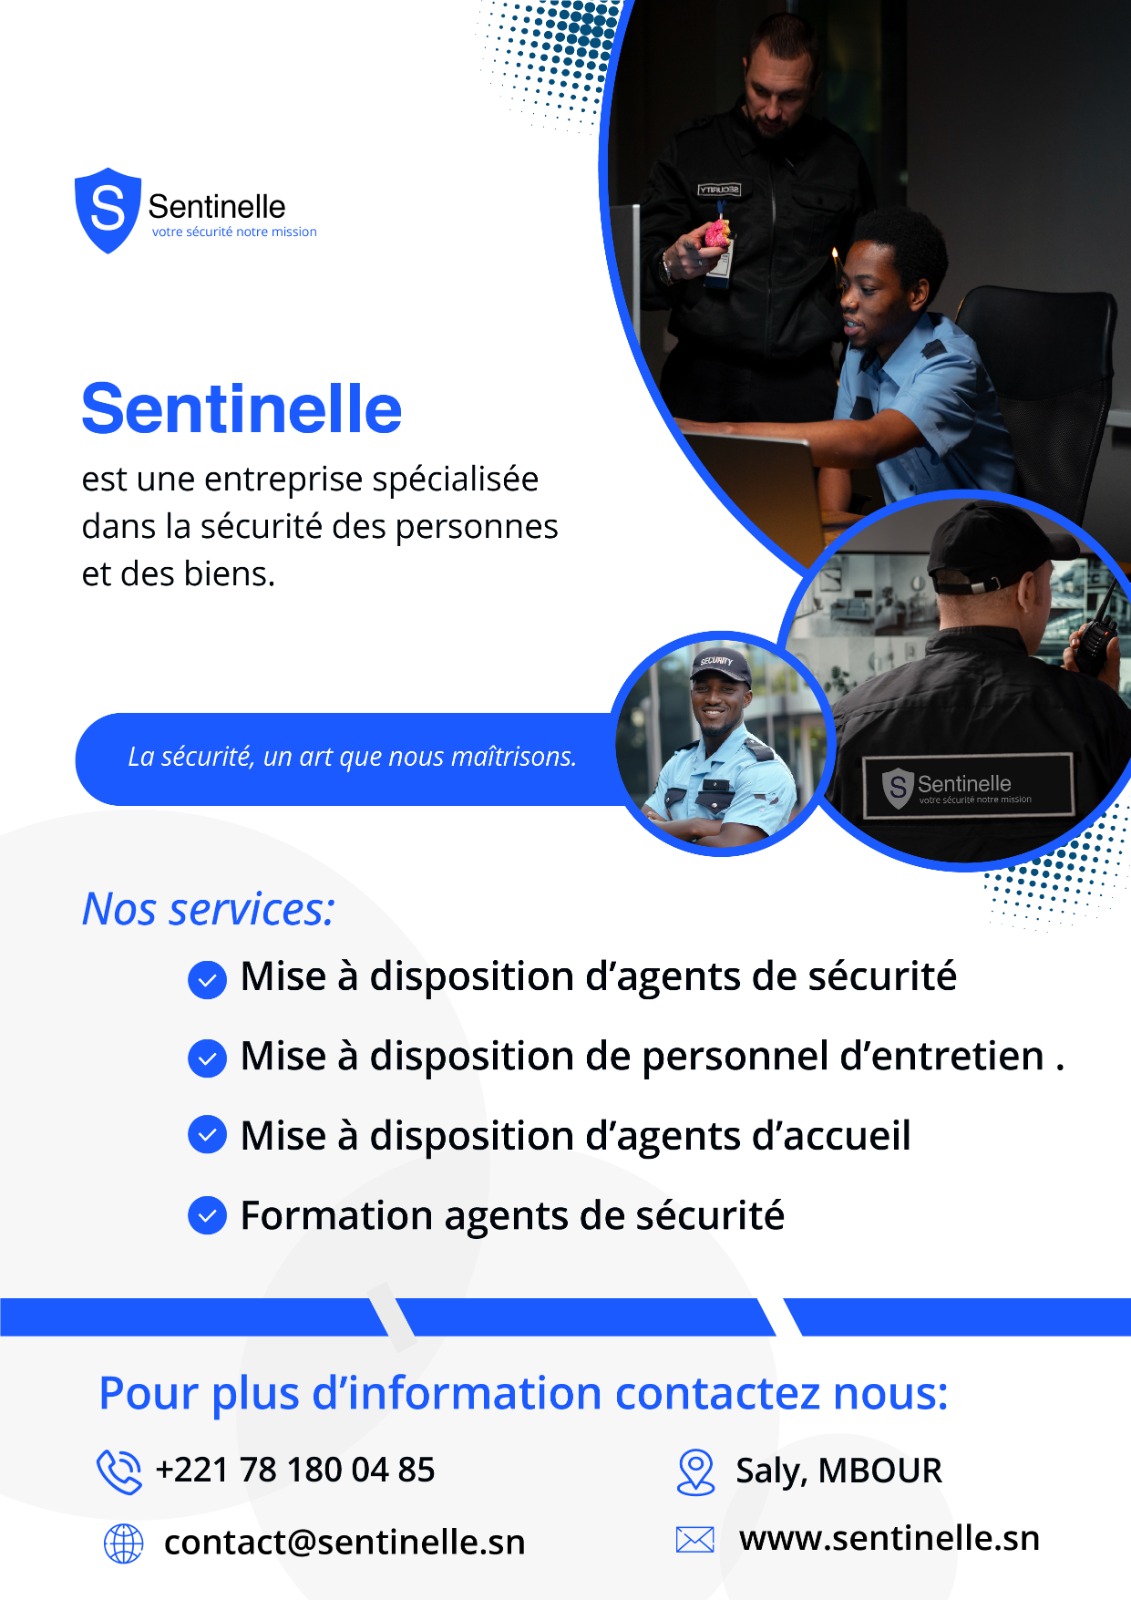 S Sentinelle
votre sécurité notre mission
SECURITY
Sentinelle
est une entreprise spécialisée
dans la sécurité des personnes
et des biens.
SECURITY
La sécurité, un art que nous maîtrisons.
S Sentinelle
votre sécurité notre mission
Nos services:
Mise à disposition d’agents de sécurité
Mise à disposition de personnel d’entretien .
Mise à disposition d’agents d’accueil
Formation agents de sécurité
Pour plus d’information contactez nous:
+221 78 180 04 85
Saly, MBOUR
contact@sentinelle.sn
www.sentinelle.sn